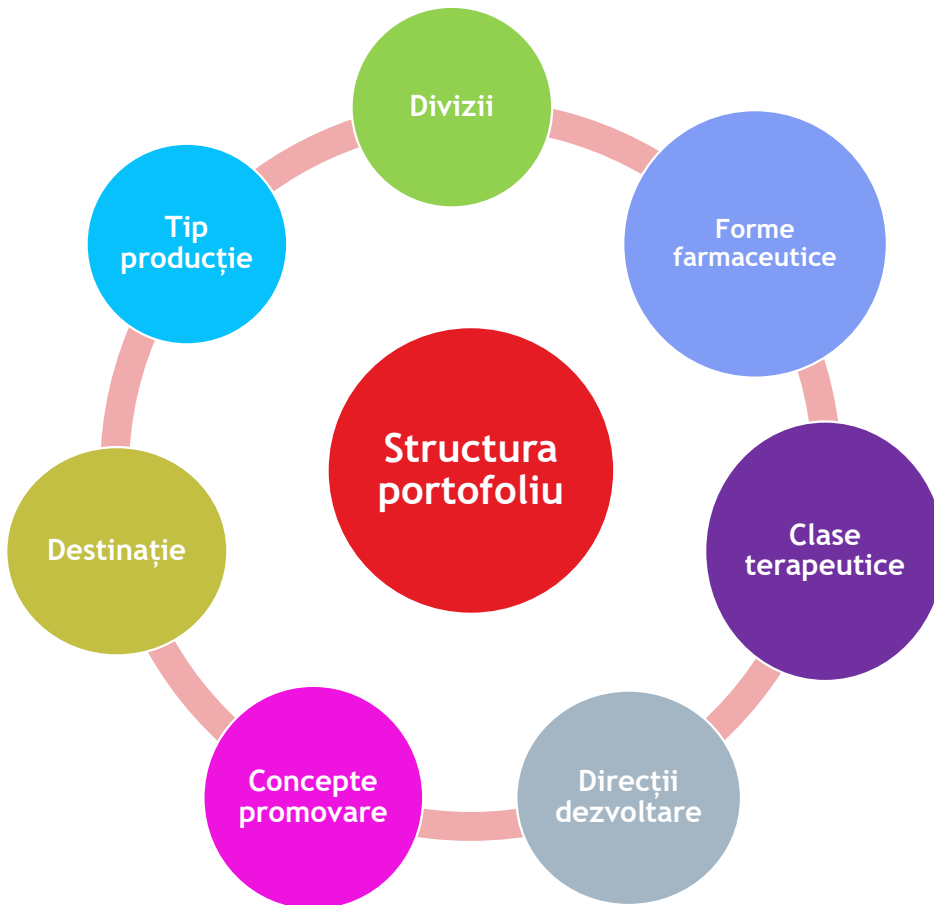 Divizii
Forme
farmaceutice
Clase
terapeutice
Direcții
dezvoltare
Concepte
promovare
Destinație
Tip
producție
Structura
portofoliu